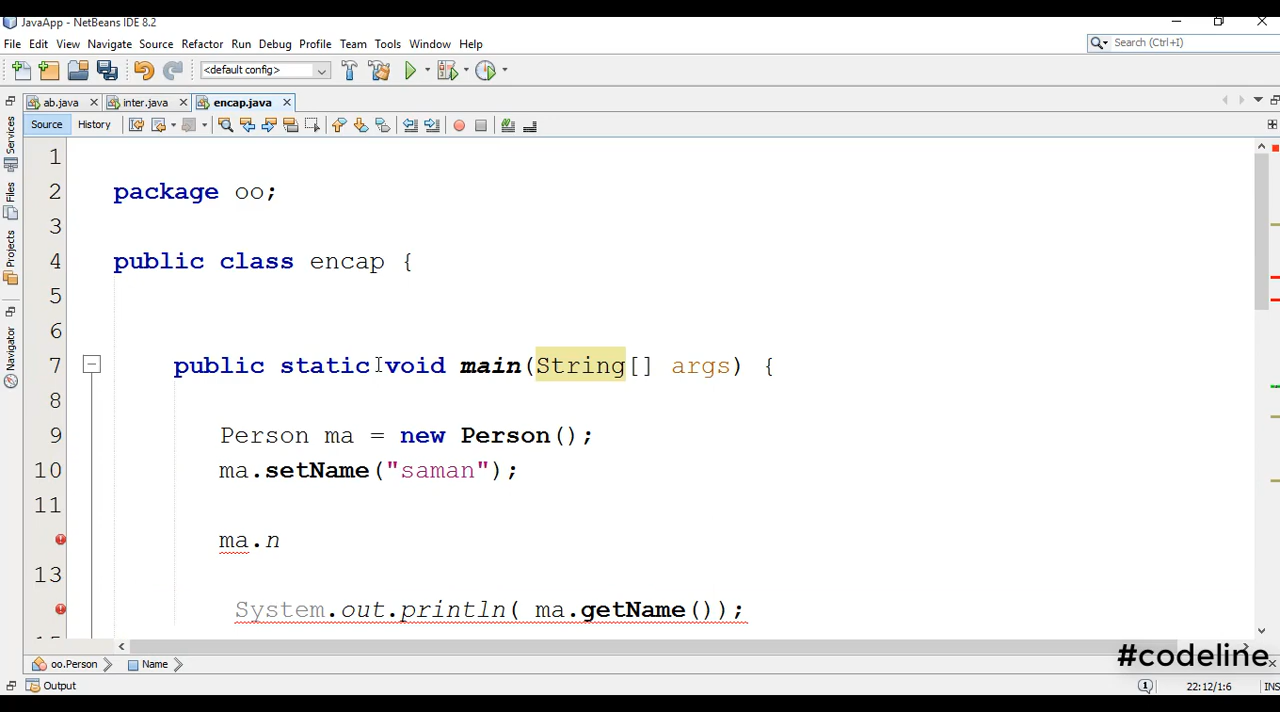 JavaApp - NetBeans IDE 8.2
File Edit View Navigate Source Refactor Run Debug Profile Team Tools Window Help
Search (Ctrl+I)
<default config>
ab.java inter.java encap.java
Source History
Services
Files
Projects
Navigator
1
2 package oo;
3
4 public class encap {
5
6
7 public static void main(String[] args) {
8
9 Person ma = new Person();
10 ma.setName("saman");
11
ma.n
13
System.out.println( ma.getName());
#codeline
oo.Person Name
Output
1 22:12/1:6 INS